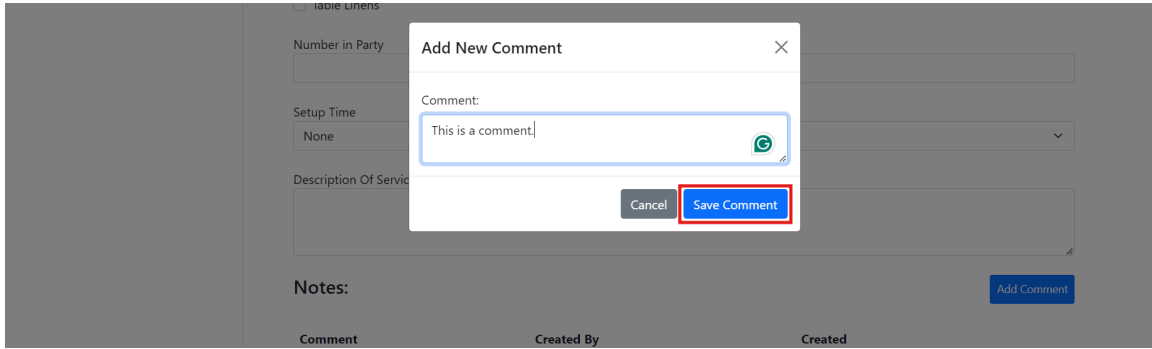 Table Linens
Number in Party
Add New Comment
Comment:
This is a comment.
Setup Time
None
Description Of Servic
Cancel Save Comment
Notes:
Add Comment
Comment Created By Created